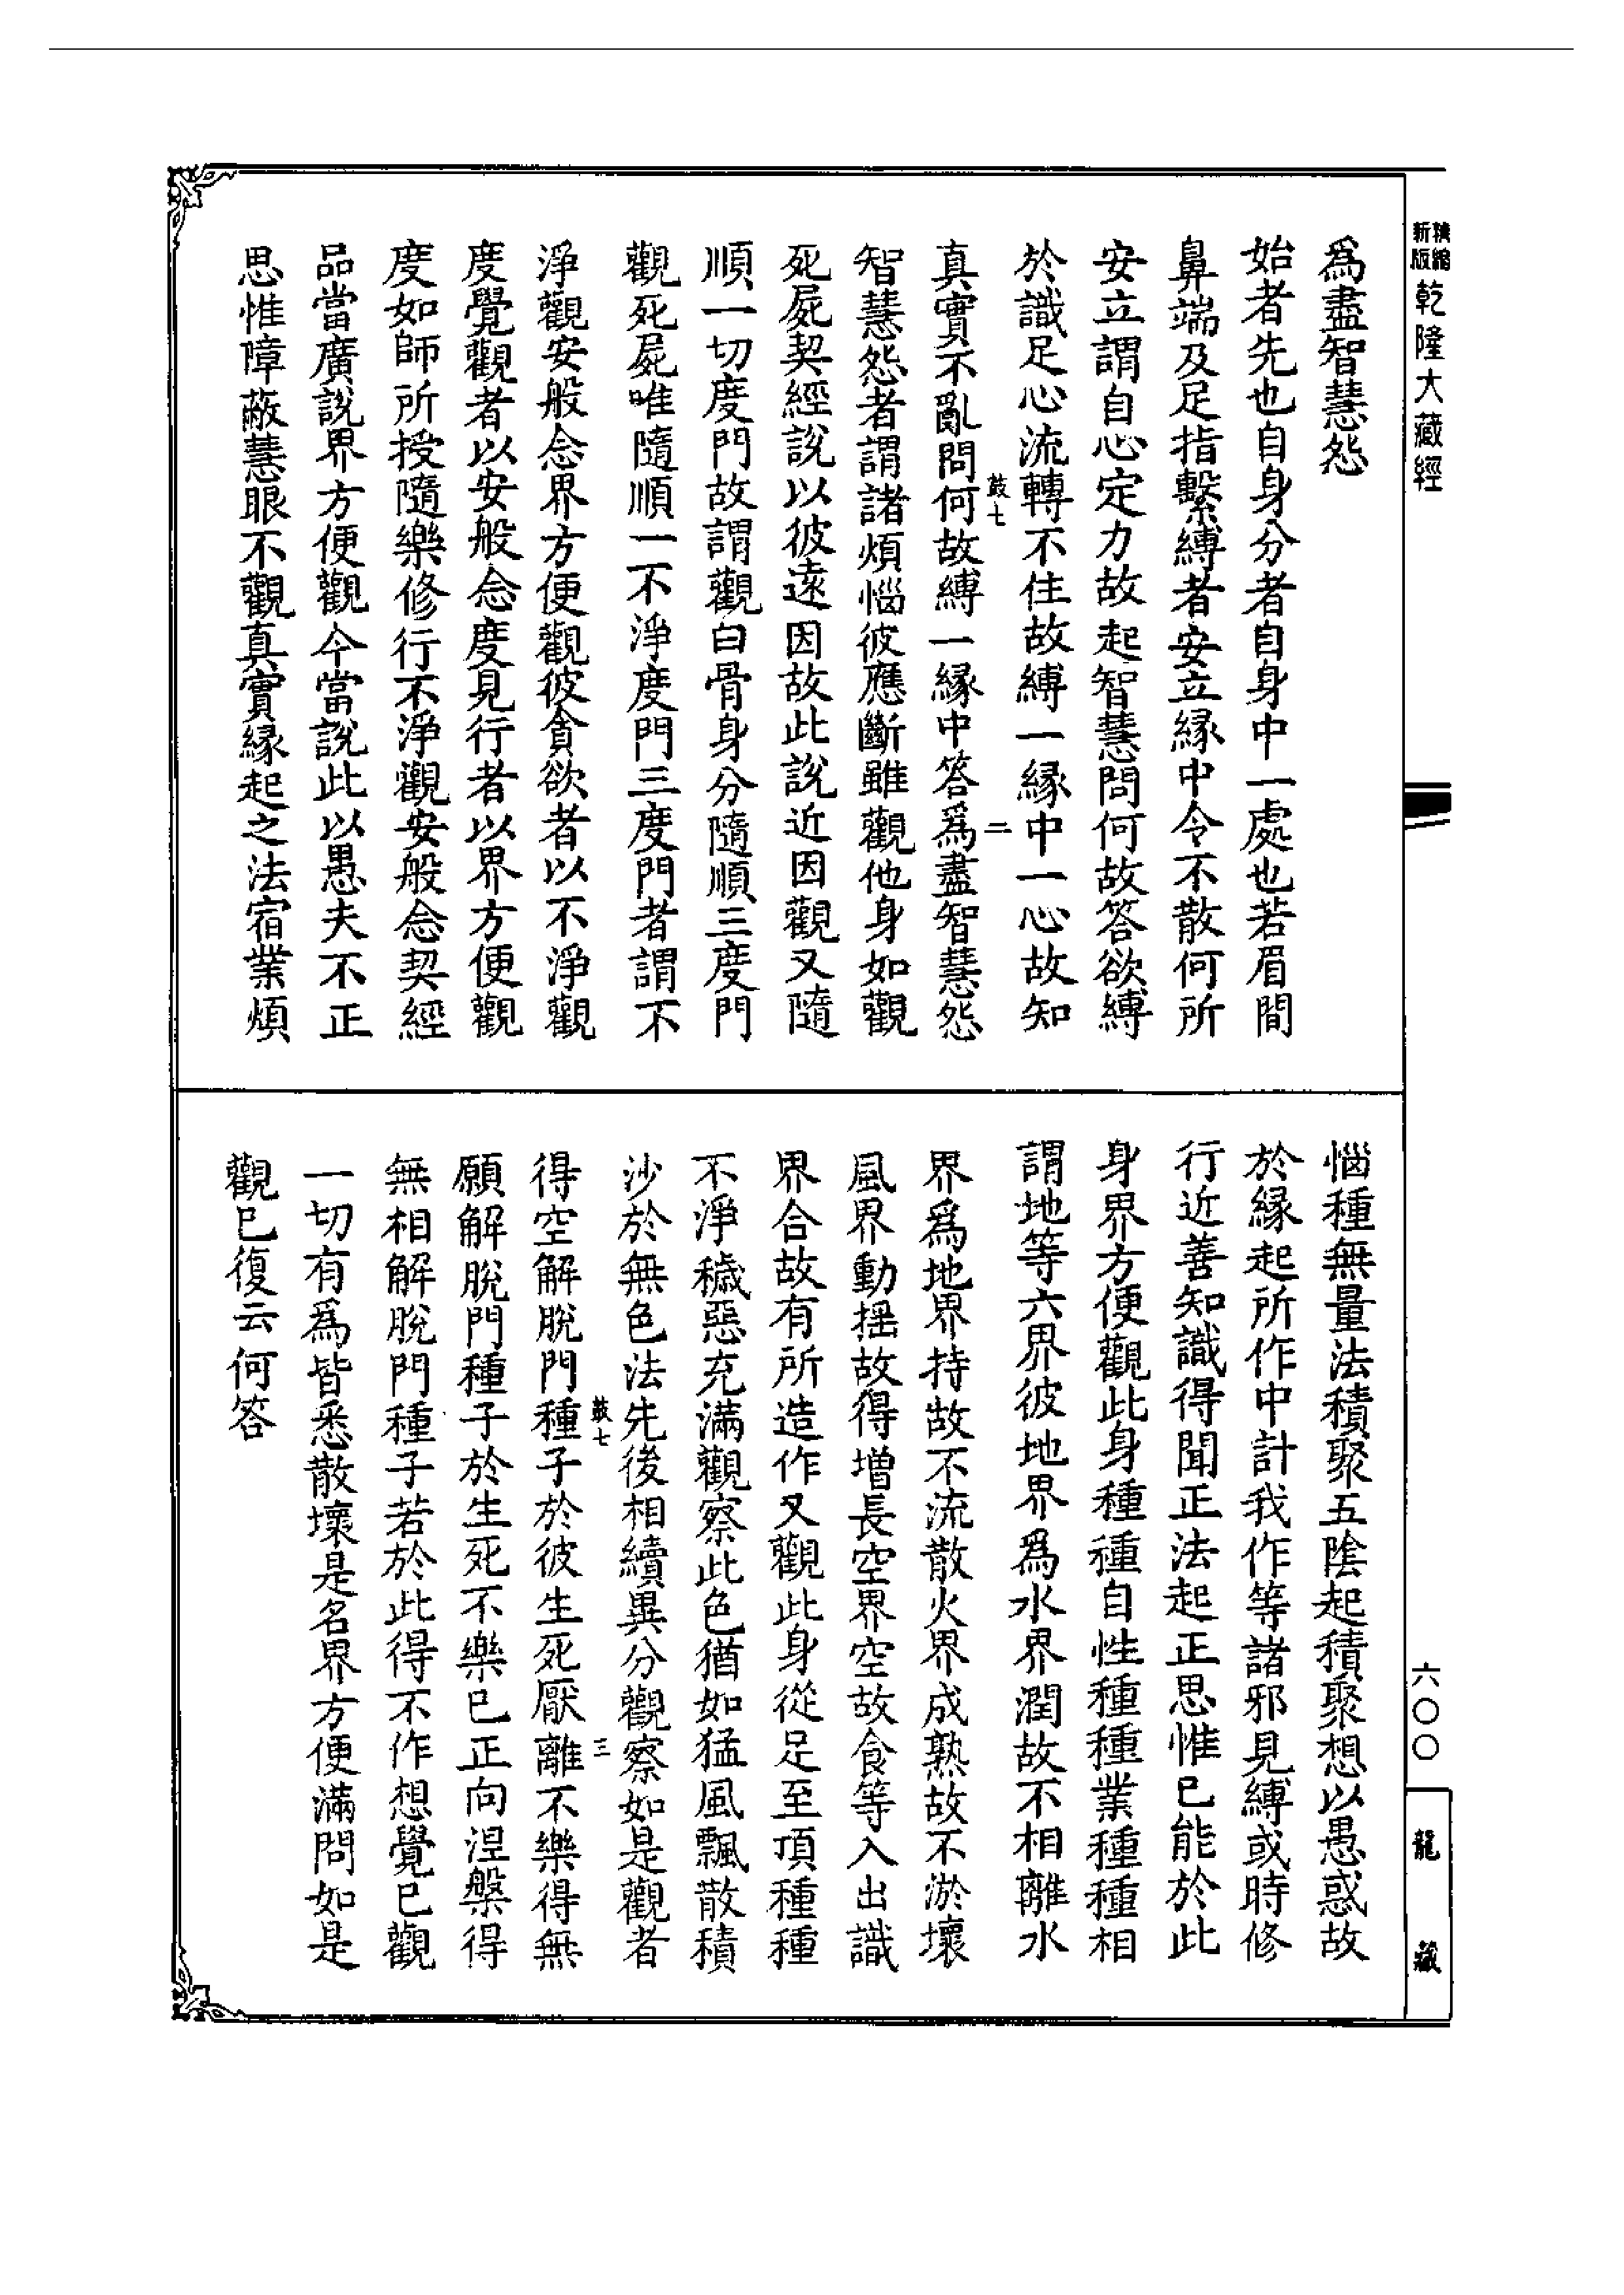 精縮新版 乾隆大藏經
爲盡智慧怨
始者先也自身分者自身中一處也若眉間
鼻端及足指繫縛者安立縁中令不散何所
安立謂自心定力故起智慧問何故答欲縛
於識足心流轉不住故縛一縁中一心故知
鼓七 二
真實不亂問何故縛一縁中答爲盡智慧怨
智慧怨者謂諸煩惱彼應斷雖觀他身如觀
死屍契經說以彼遠因故此說近因觀又隨
順一切度門故謂觀白骨身分隨順三度門
觀死屍唯隨順一不淨度門三度門者謂不
淨觀安般念界方便觀彼貪欲者以不淨觀
度覺觀者以安般念度見行者以界方便觀
度如師所授隨樂修行不淨觀安般念契經
品當廣說界方便觀今當說此以愚夫不正
思惟障蔽慧眼不觀真實縁起之法宿業煩
惱種無量法積聚五陰起積聚想以愚惑故
於縁起所作中計我作等諸邪見縛或時修
行近善知識得聞正法起正思惟已能於此
身界方便觀此身種種自性種種業種種相
謂地等六界彼地界爲水界潤故不相離水
界爲地界持故不流散火界成熟故不淤壞
風界動揺故得增長空界空故食等入出識
界合故有所造作又觀此身從足至頂種種
不淨穢惡充滿觀察此色猶如猛風飄散積
沙於無色法先後相續異分觀察如是觀者
鼓七 三
得空解脫門種子於彼生死厭離不樂得無
願解脫門種子於生死不樂已正向涅槃得
無相解脫門種子若於此得不作想覺已觀
一切有爲皆悉散壞是名界方便滿問如是
觀已復云何答
六〇〇
龍藏